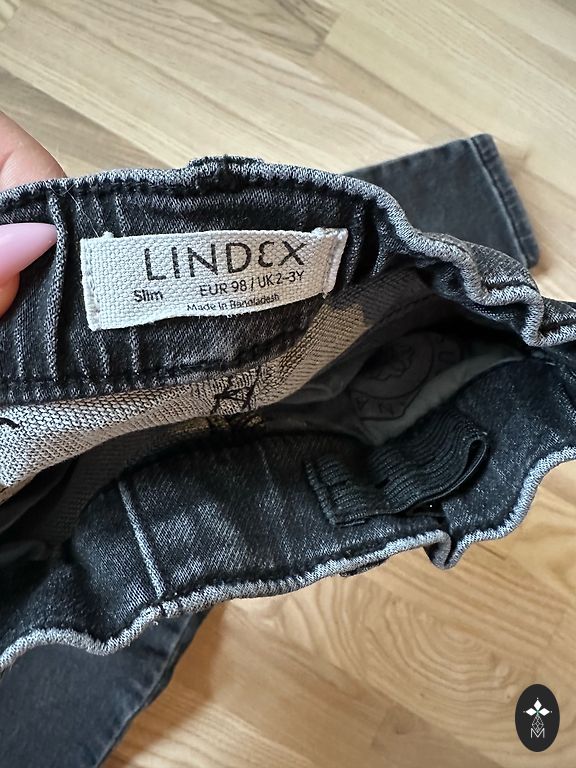 LINDEX
Slim EUR 98 / UK 2-3Y
Made in Bangladesh